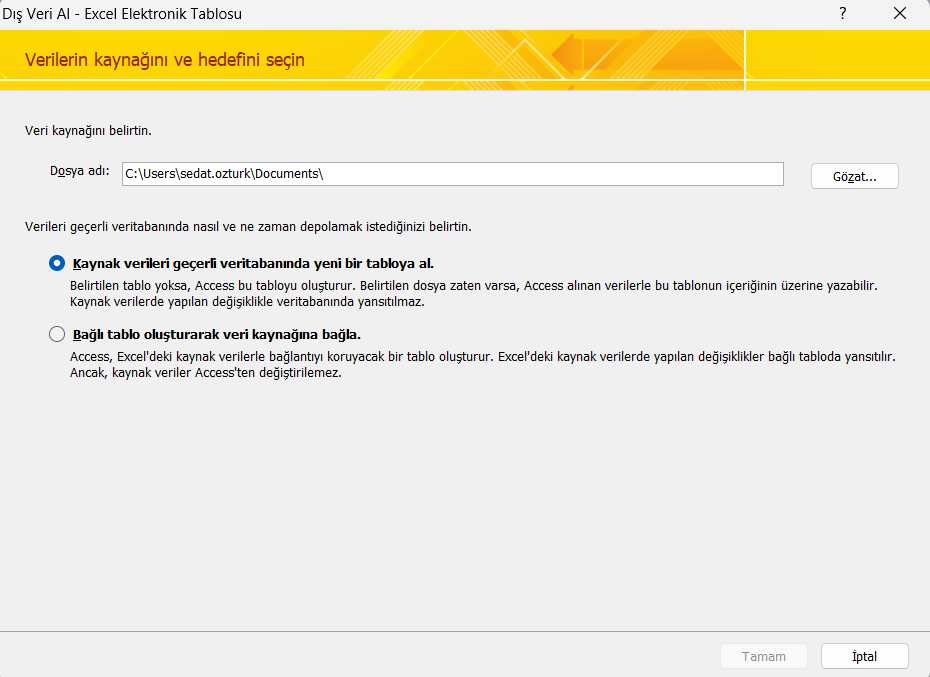 Dış Veri Al - Excel Elektronik Tablosu
?
Verilerin kaynağını ve hedefini seçin
Veri kaynağını belirtin.
Dosya adı: C:\Users\sedat.ozturk\Documents\ Gözat...
Verileri geçerli veritabanında nasıl ve ne zaman depolamak istediğinizi belirtin.
Kaynak verileri geçerli veritabanında yeni bir tabloya al.
Belirtilen tablo yoksa, Access bu tabloyu oluşturur. Belirtilen dosya zaten varsa, Access alınan verilerle bu tablonun içeriğinin üzerine yazabilir.
Kaynak verilerde yapılan değişiklikle veritabanında yansıtılmaz.
Bağlı tablo oluşturarak veri kaynağına bağla.
Access, Excel'deki kaynak verilerle bağlantıyı koruyacak bir tablo oluşturur. Excel'deki kaynak verilerde yapılan değişiklikler bağlı tabloda yansıtılır.
Ancak, kaynak veriler Access'ten değiştirilemez.
Tamam İptal